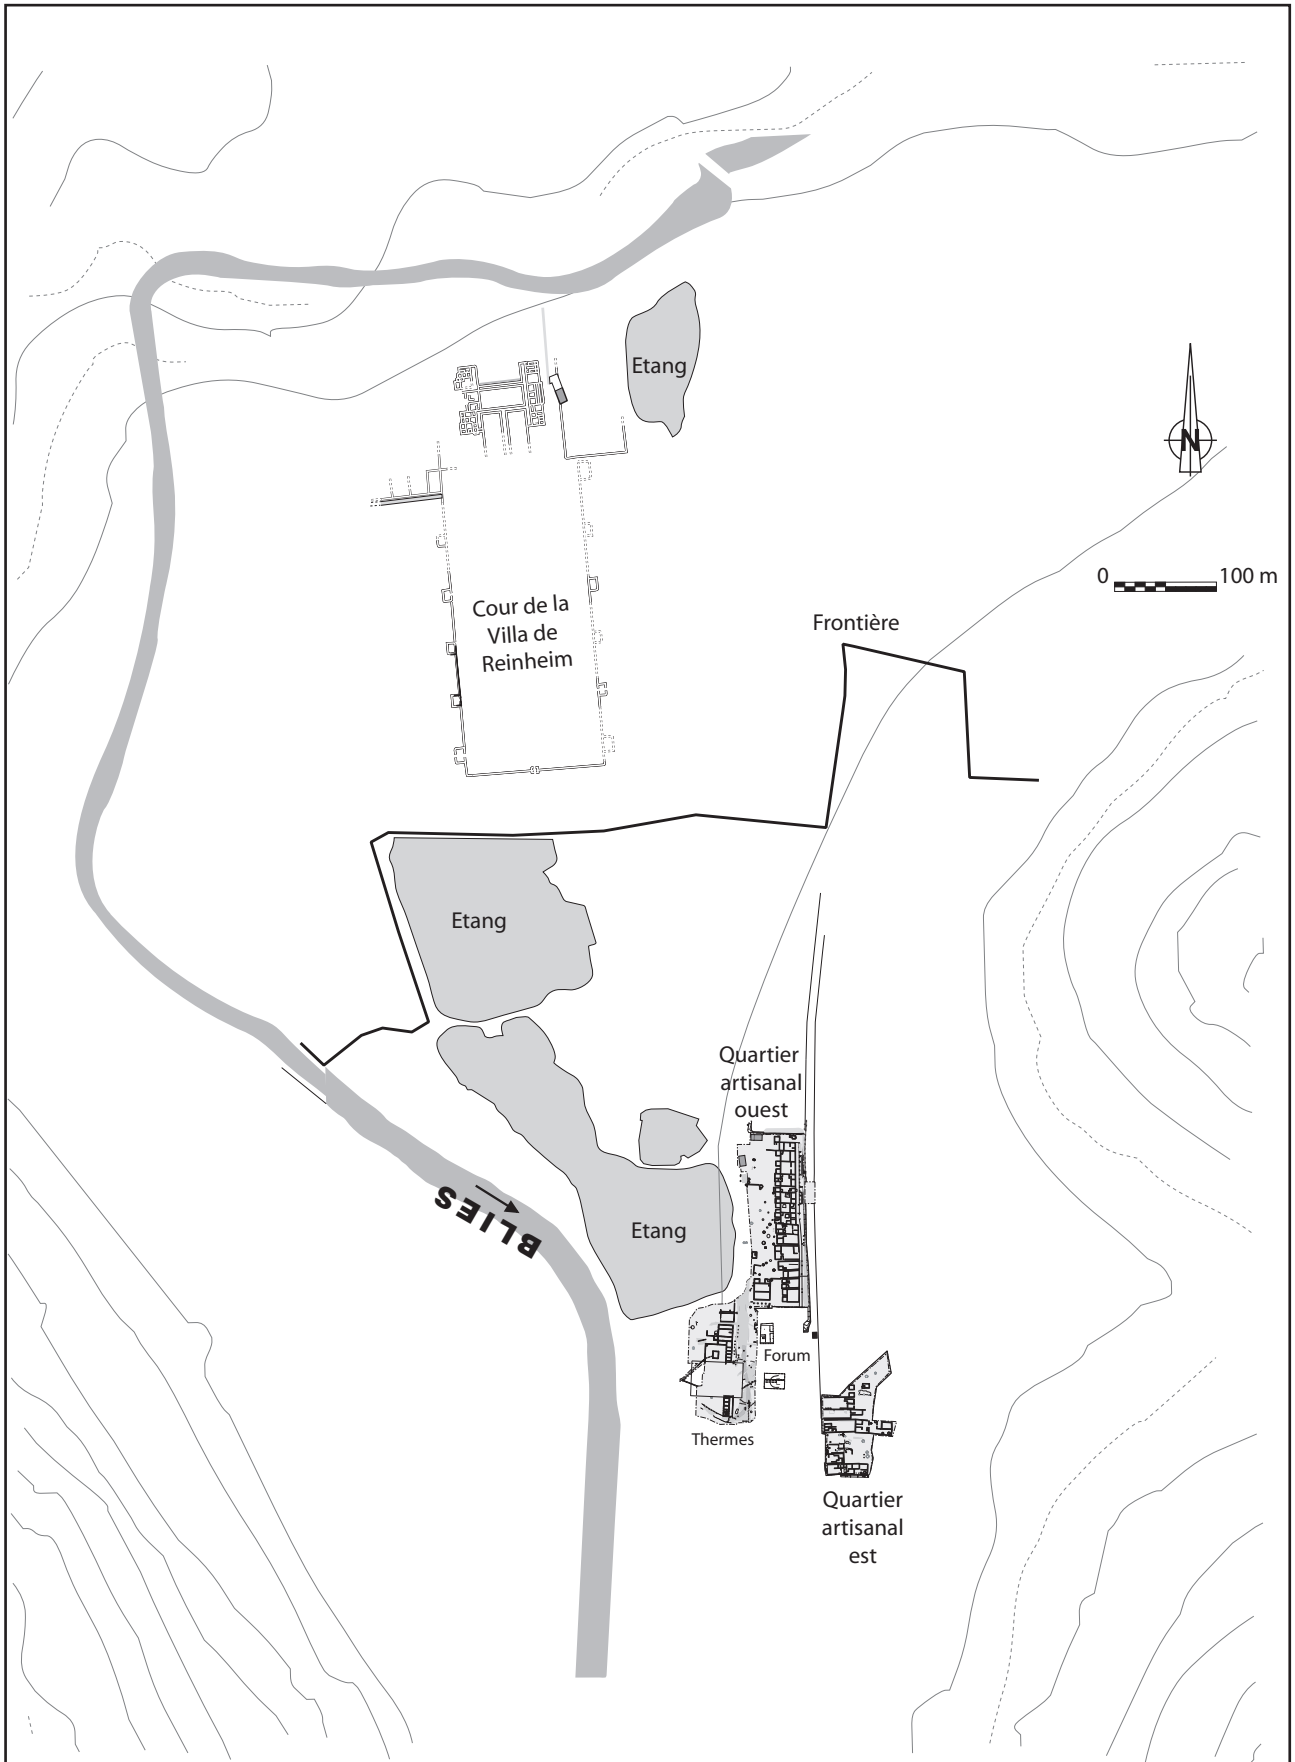 Etang
N
0 100 m
Cour de la
Villa de
Reinheim
Frontière
Etang
Quartier
artisanal
ouest
BLIES
Etang
Forum
Thermes
Quartier
artisanal
est